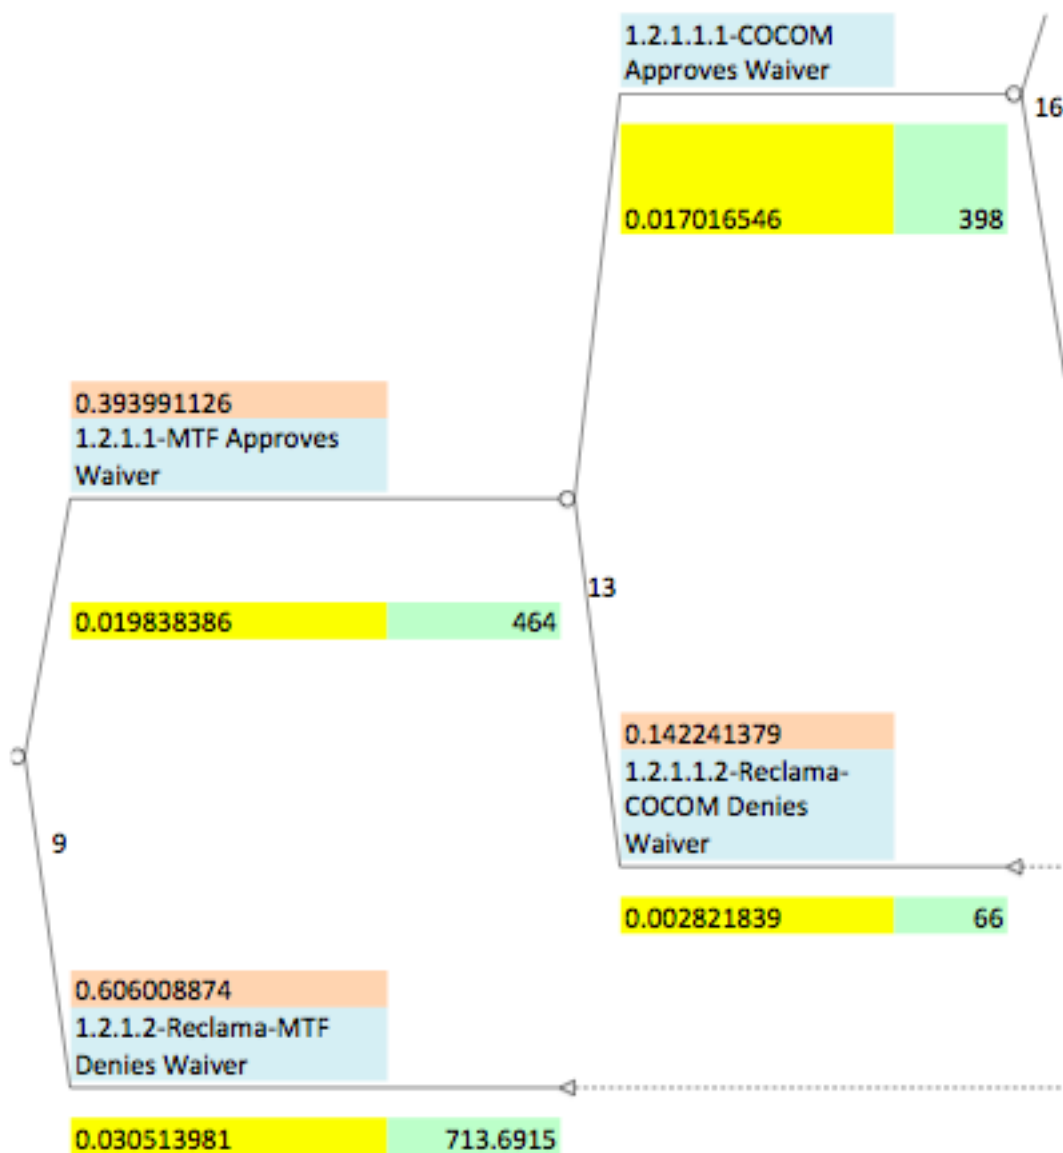 1.2.1.1.1-COCOM
Approves Waiver
16
0.017016546 398
0.393991126
1.2.1.1-MTF Approves
Waiver
13
0.019838386 464
0.142241379
1.2.1.1.2-Reclama-
COCOM Denies
Waiver
9
0.002821839 66
0.606008874
1.2.1.2-Reclama-MTF
Denies Waiver
0.030513981 713.6915